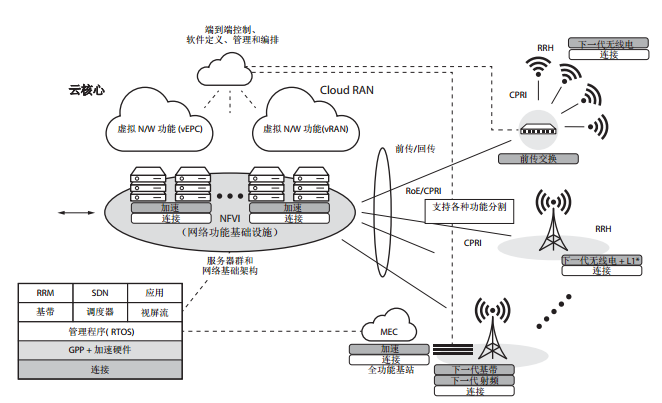 端到端控制、
软件定义、管理和编排
云核心
Cloud RAN
虚拟 N/W 功能 (vEPC)
虚拟 N/W 功能(vRAN)
RRH
下一代无线电
连接
CPRI
前传交换
前传/回传
RoE/CPRI
支持各种功能分割
加速
连接
加速
连接
NFVI
（网络功能基础设施）
CPRI
RRH
下一代无线电 + L1*
连接
服务器群和
网络基础架构
RRM
SDN
应用
基带
调度器
视屏流
管理程序( RTOS)
GPP + 加速硬件
连接
MEC
加速
连接
全功能基站
下一代基带
下一代射频
连接